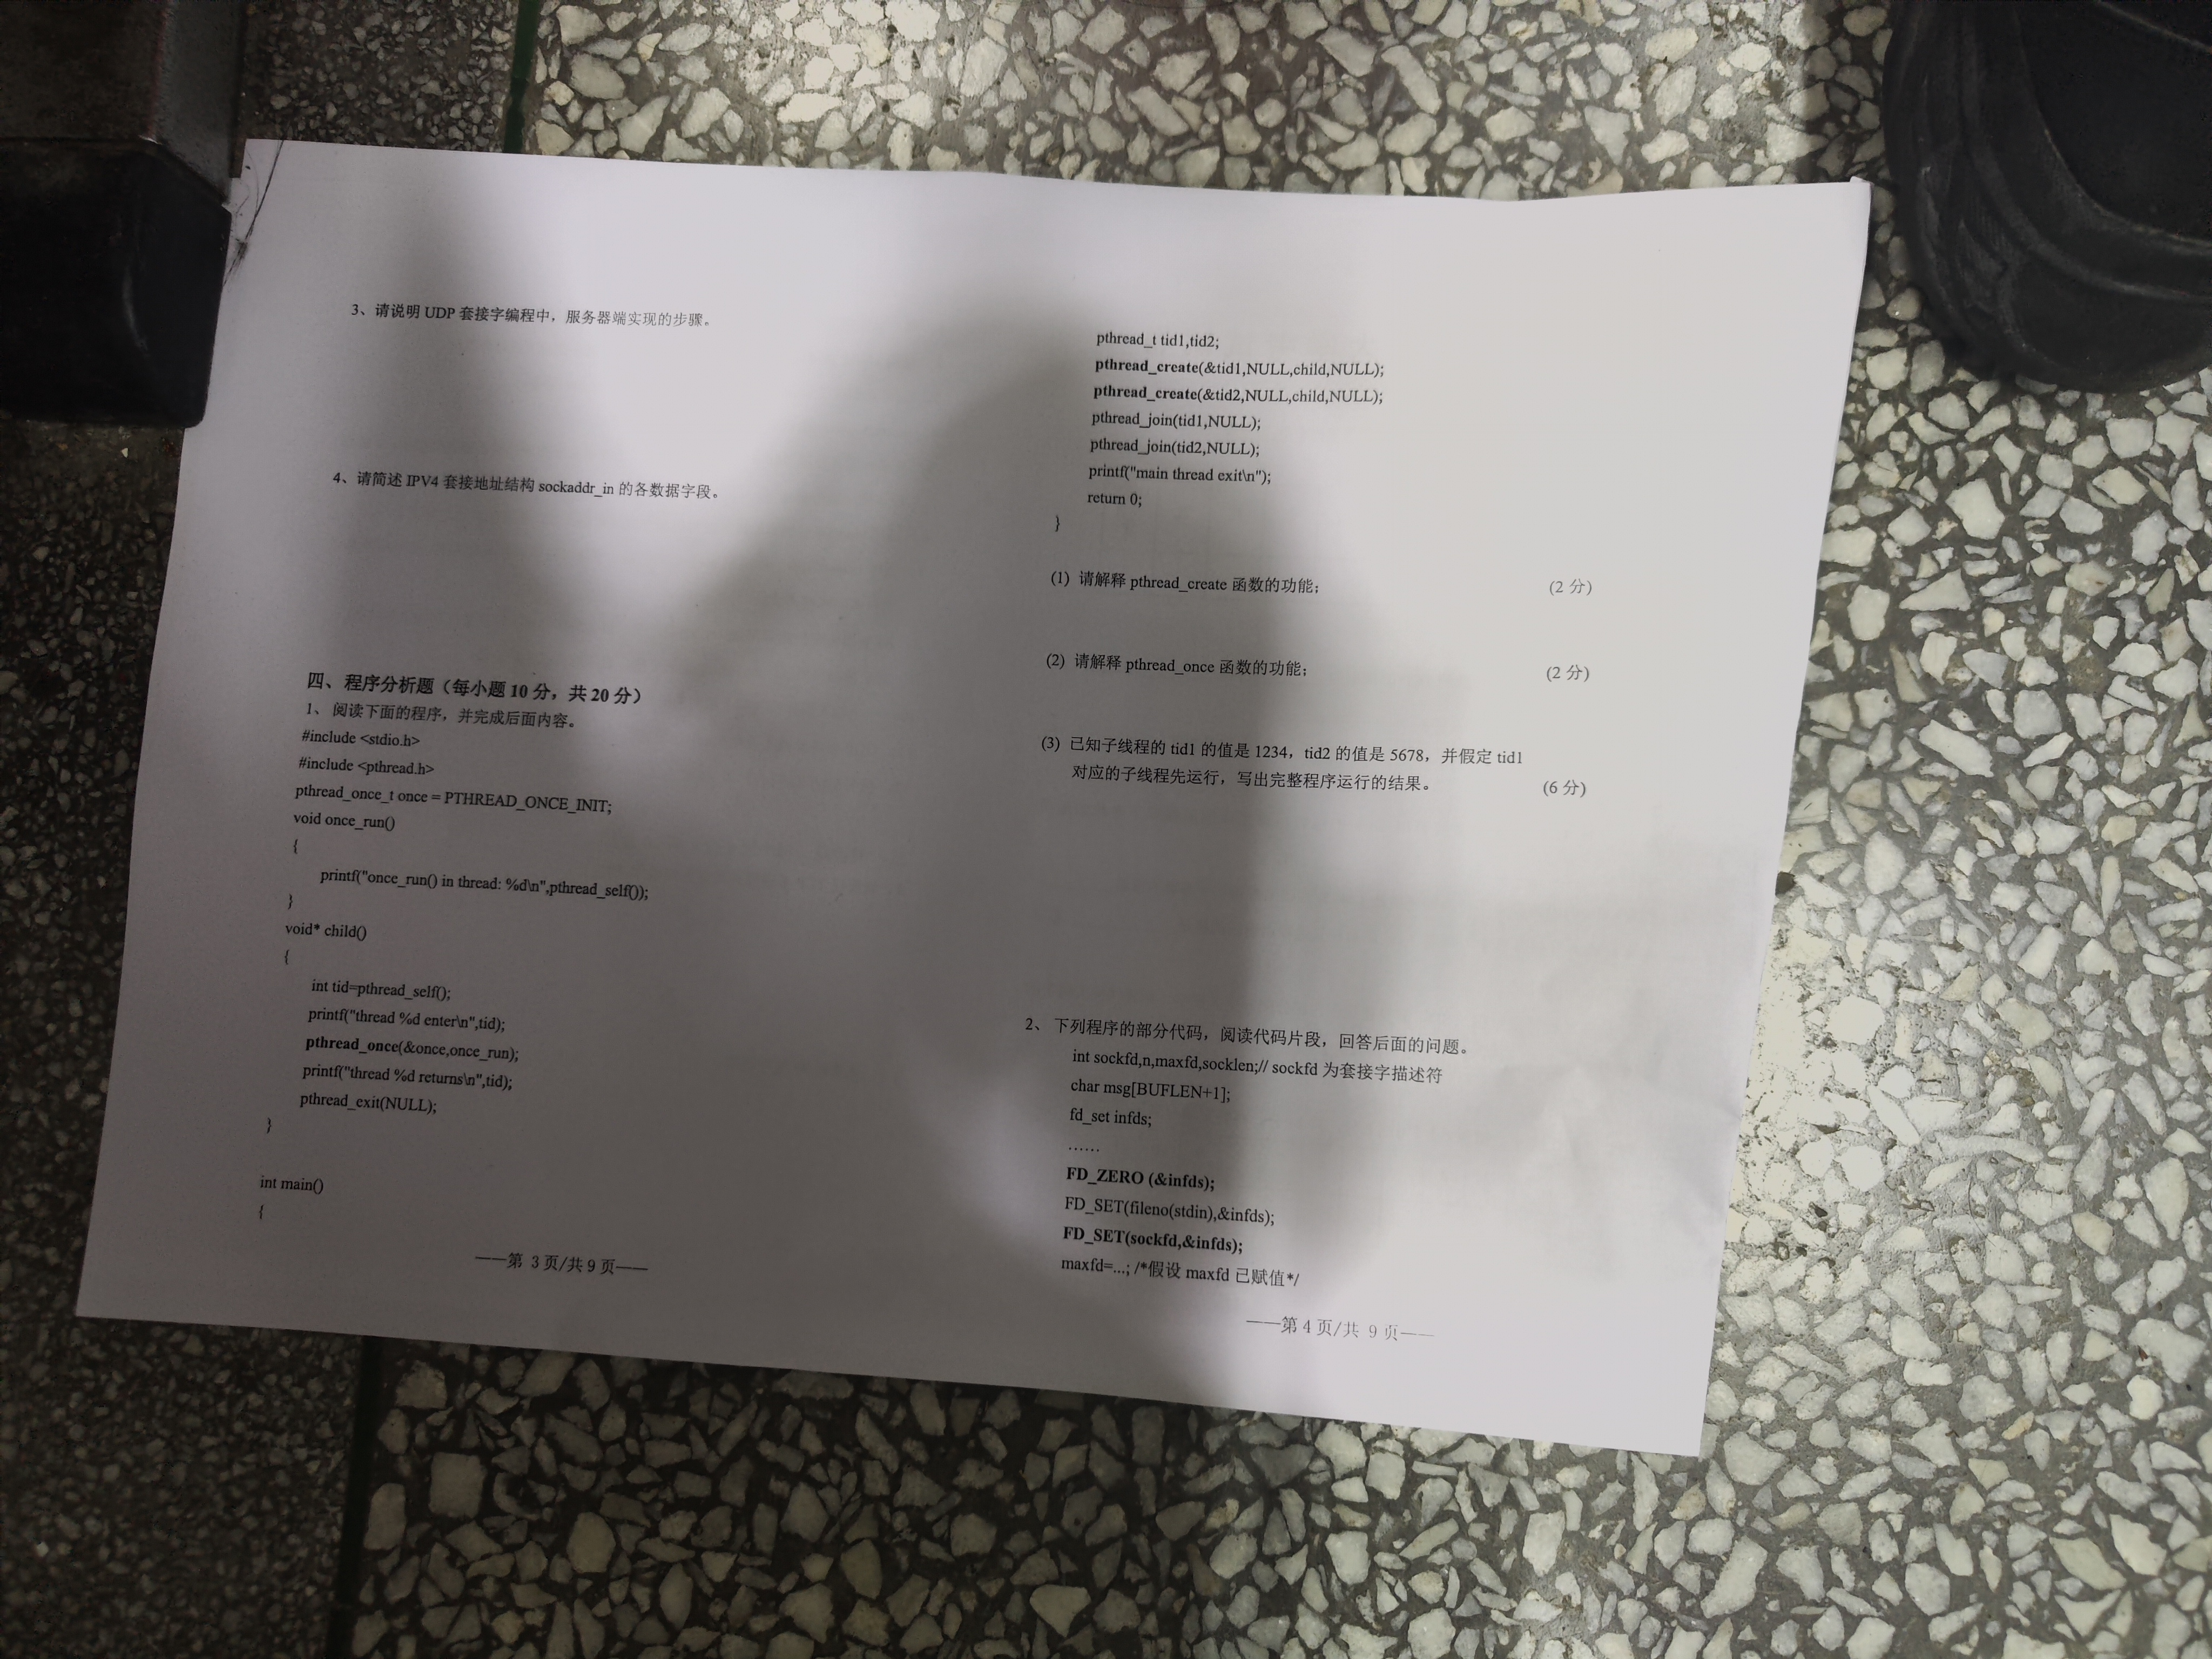 3、请说明 UDP 套接字编程中，服务器端实现的步骤。
4、请简述 IPV4 套接地址结构 sockaddr_in 的各数据字段。
四、程序分析题（每小题 10 分，共 20 分）
1、 阅读下面的程序，并完成后面内容。
#include <stdio.h>
#include <pthread.h>
pthread_once_t once = PTHREAD_ONCE_INIT;
void once_run()
{
printf("once_run() in thread: %d\n",pthread_self());
}
void* child()
{
int tid=pthread_self();
printf("thread %d enter\n",tid);
pthread_once(&once,once_run);
printf("thread %d returns\n",tid);
pthread_exit(NULL);
}
int main()
{
——第 3 页/共 9 页——
pthread_t tid1,tid2;
pthread_create(&tid1,NULL,child,NULL);
pthread_create(&tid2,NULL,child,NULL);
pthread_join(tid1,NULL);
pthread_join(tid2,NULL);
printf("main thread exit\n");
return 0;
}
(1) 请解释 pthread_create 函数的功能； (2 分)
(2) 请解释 pthread_once 函数的功能； (2 分)
(3) 已知子线程的 tid1 的值是 1234，tid2 的值是 5678，并假定 tid1
对应的子线程先运行，写出完整程序运行的结果。 (6 分)
2、 下列程序的部分代码，阅读代码片段，回答后面的问题。
int sockfd,n,maxfd,socklen;// sockfd 为套接字描述符
char msg[BUFLEN+1];
fd_set infds;
……
FD_ZERO (&infds);
FD_SET(fileno(stdin),&infds);
FD_SET(sockfd,&infds);
maxfd=...; /*假设 maxfd 已赋值*/
——第 4 页/共 9 页——